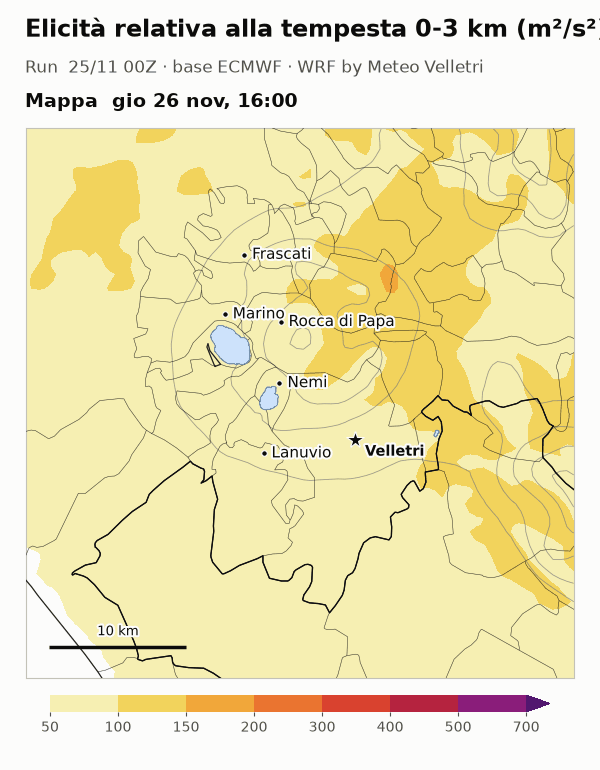 Elicità relativa alla tempesta 0-3 km (m²/s²)
Run 25/11 00Z · base ECMWF · WRF by Meteo Velletri
Mappa gio 26 nov, 16:00
Frascati
Marino
Rocca di Papa
Nemi
Velletri
Lanuvio
10 km
50 100 150 200 300 400 500 700